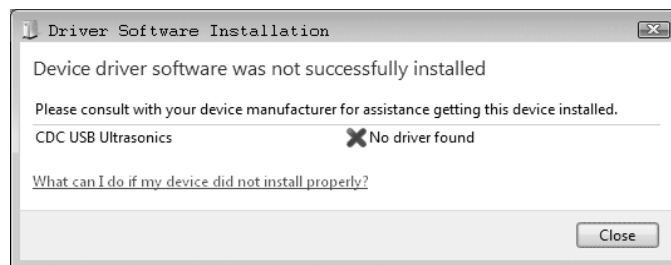 Driver Software Installation
Device driver software was not successfully installed
Please consult with your device manufacturer for assistance getting this device installed.
CDC USB Ultrasonics No driver found
What can I do if my device did not install properly?
Close